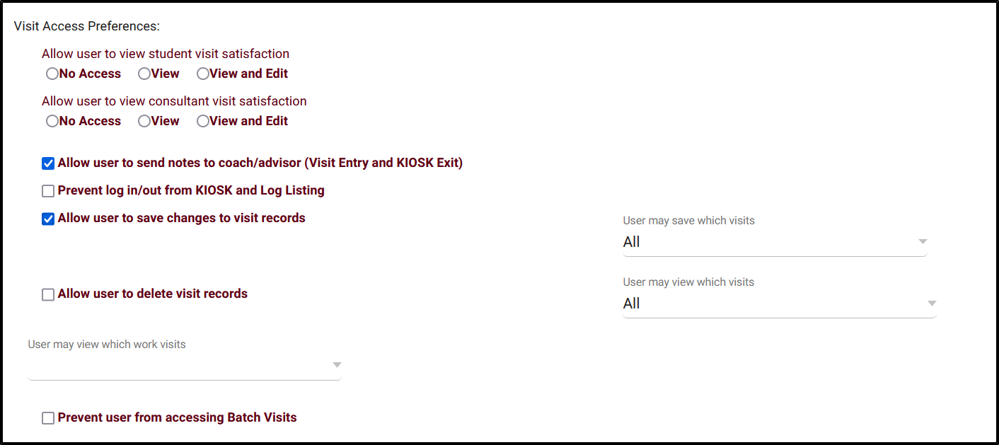 Visit Access Preferences:
Allow user to view student visit satisfaction
No Access View View and Edit
Allow user to view consultant visit satisfaction
No Access View View and Edit
Allow user to send notes to coach/advisor (Visit Entry and KIOSK Exit)
Prevent log in/out from KIOSK and Log Listing
Allow user to save changes to visit records
User may save which visits
All
Allow user to delete visit records
User may view which visits
All
User may view which work visits
Prevent user from accessing Batch Visits